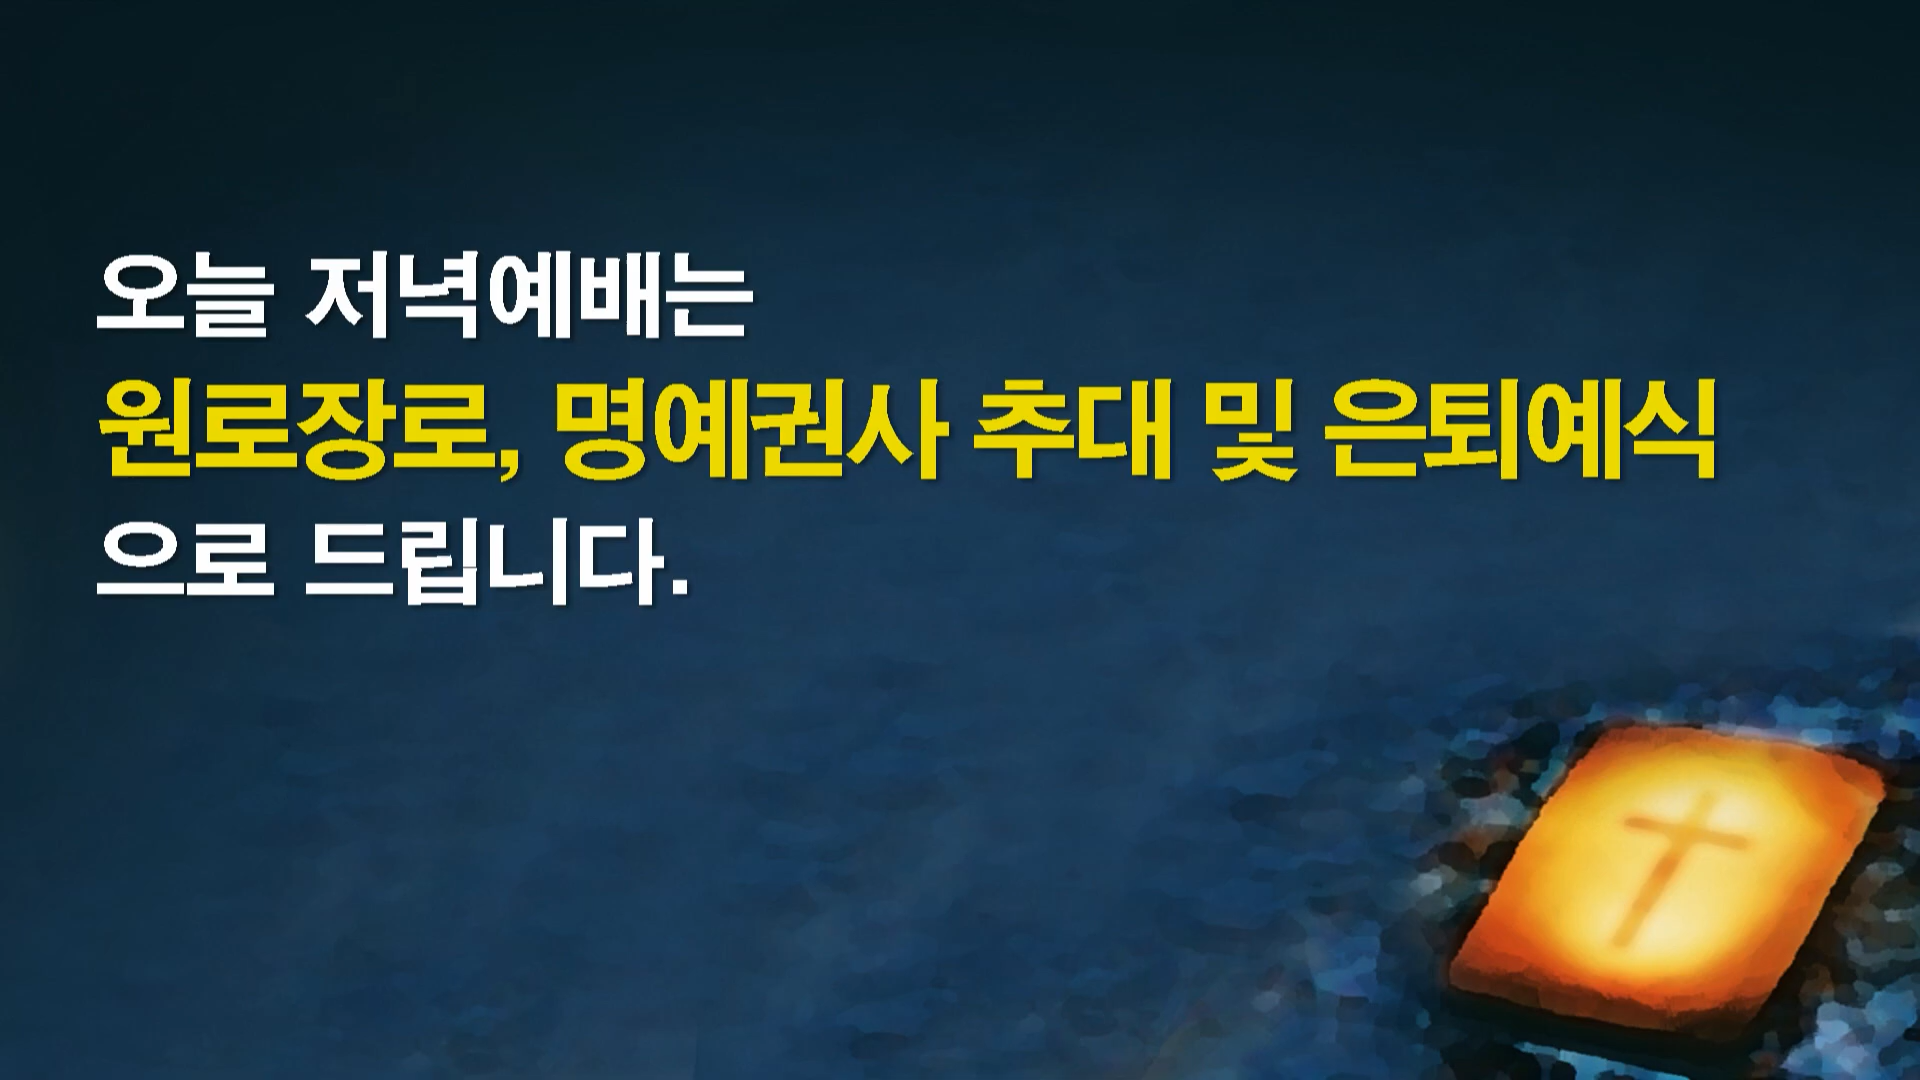 오늘 저녁예배는
원로장로, 명예권사 추대 및 은퇴예식
으로 드립니다.